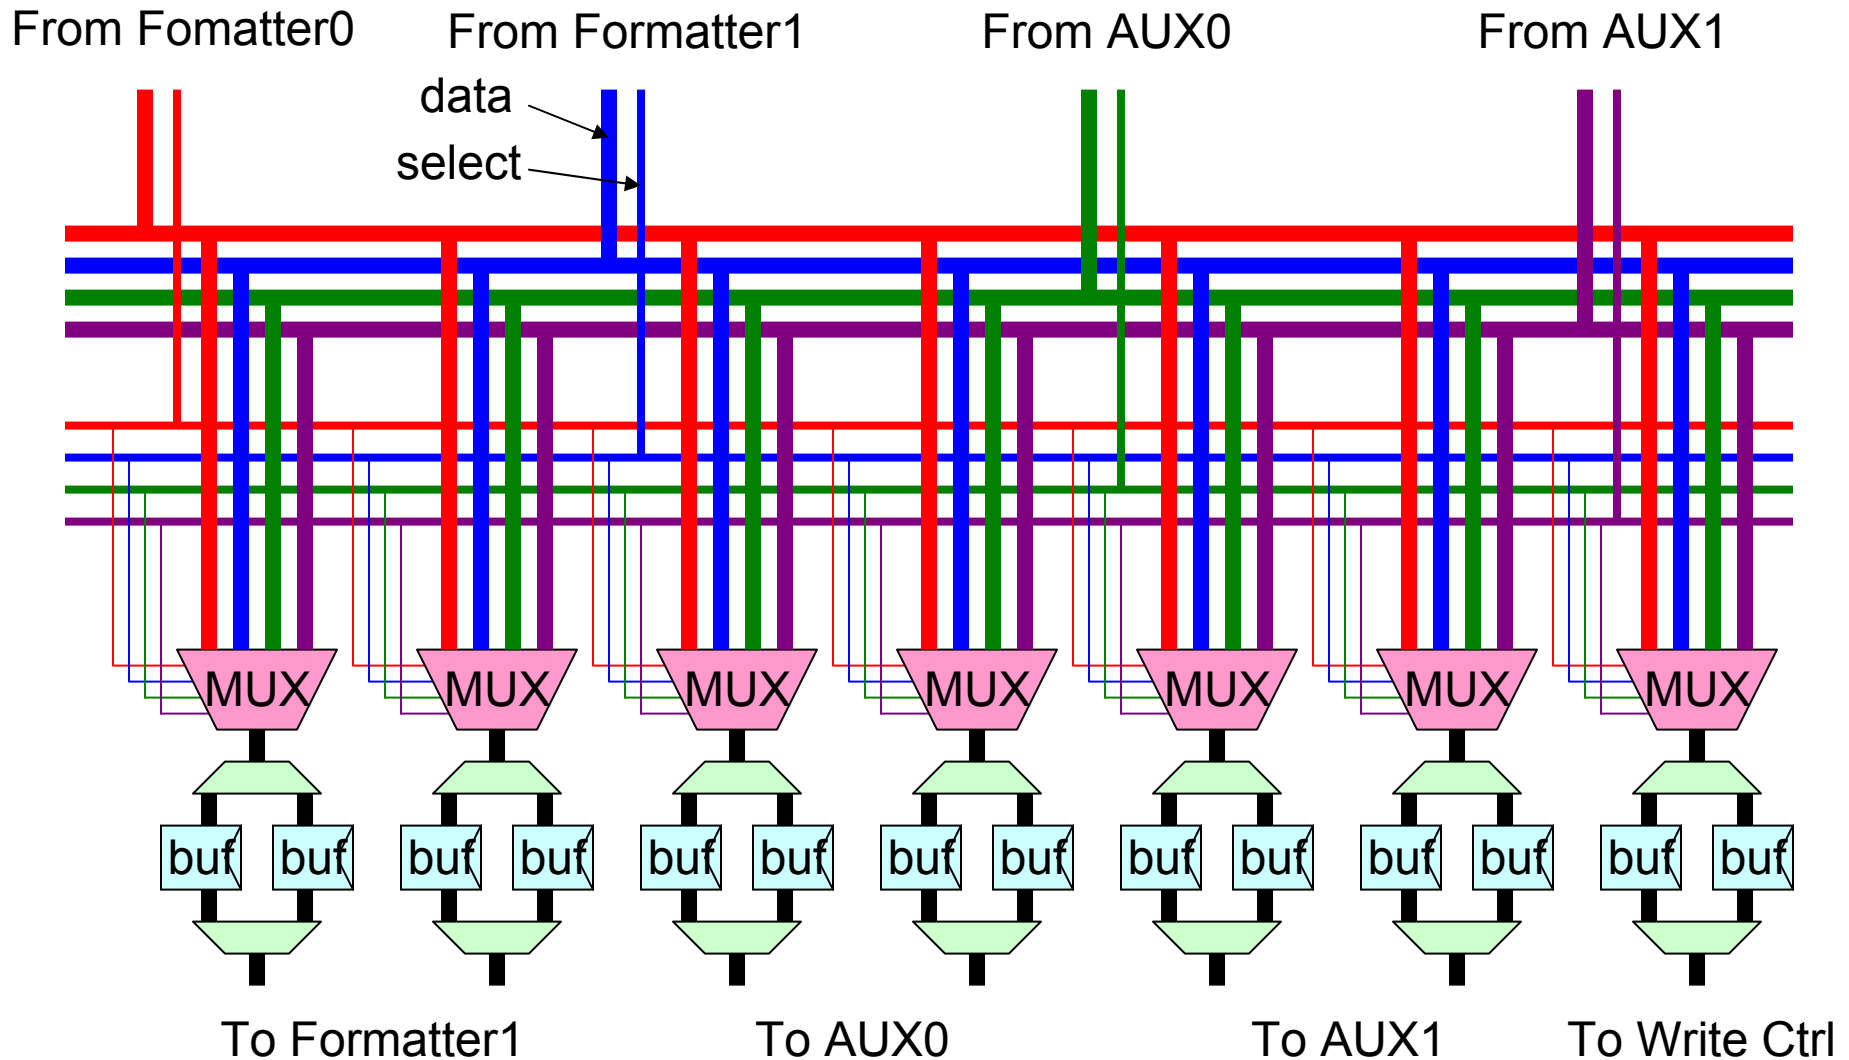 From Fomatter0
From Formatter1
From AUX0
From AUX1
data
select
MUX
MUX
MUX
MUX
MUX
MUX
MUX
buf
buf
buf
buf
buf
buf
buf
buf
buf
buf
buf
buf
buf
buf
To Formatter1
To AUX0
To AUX1
To Write Ctrl